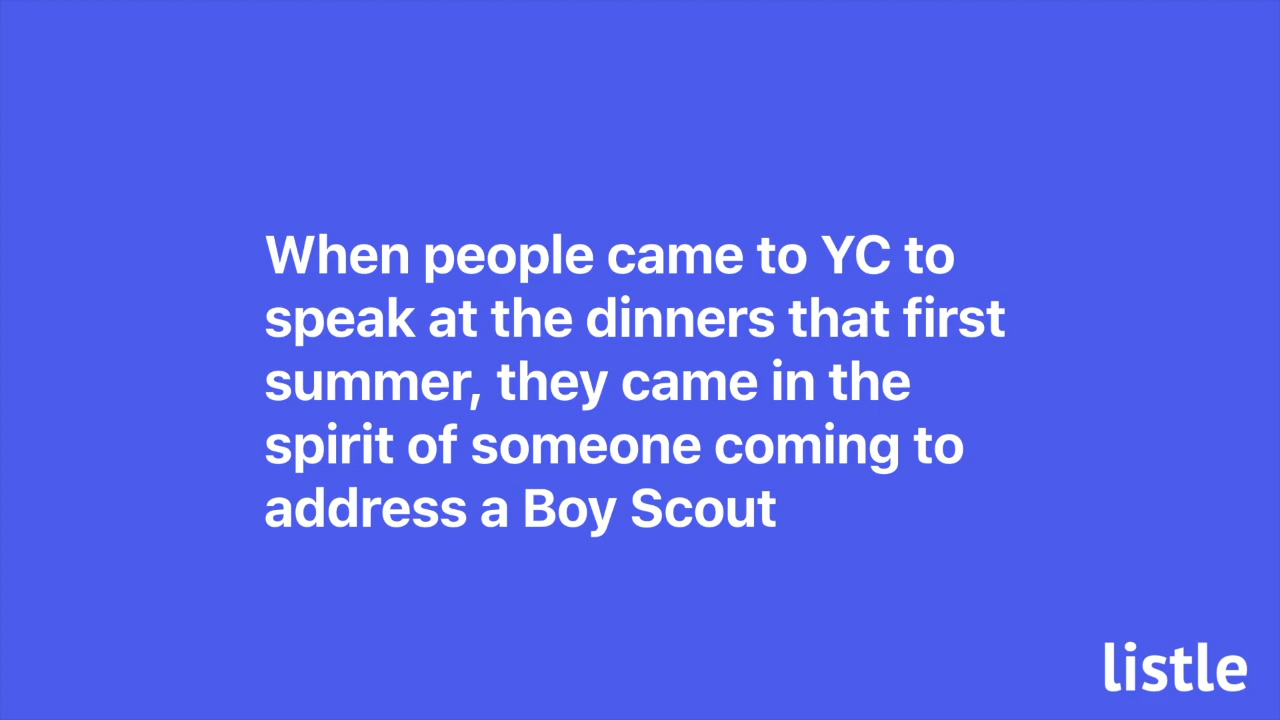 When people came to YC to
speak at the dinners that first
summer, they came in the
spirit of someone coming to
address a Boy Scout
listle